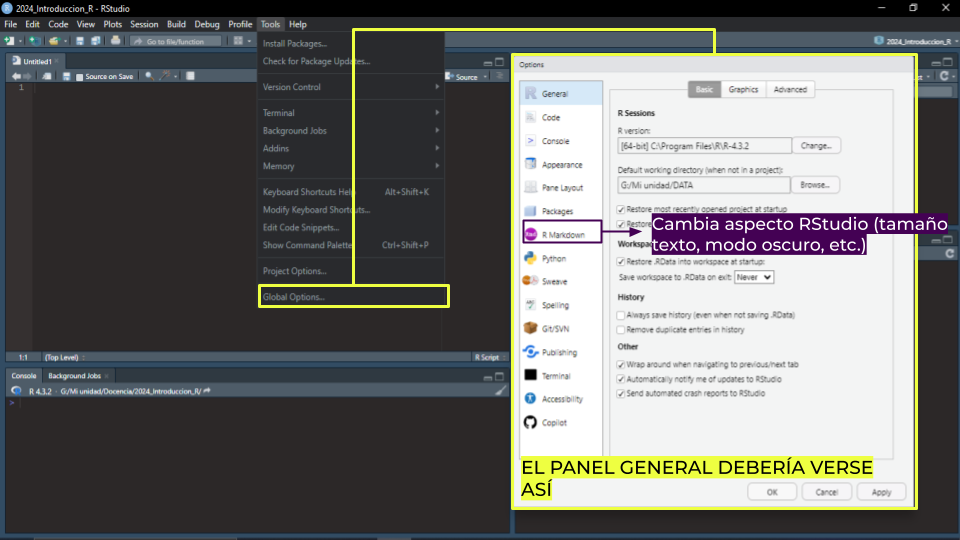 2024_Introduccion_R - RStudio
File Edit Code View Plots Session Build Debug Profile Tools Help
Go to file/function
2024_Introduccion_R
Untitled1
Source on Save
Source
1
Install Packages...
Check for Package Updates...
Version Control
Terminal
Background Jobs
Addins
Memory
Keyboard Shortcuts Help Alt+Shift+K
Modify Keyboard Shortcuts...
Edit Code Snippets...
Show Command Palette Ctrl+Shift+P
Project Options...
Global Options...
1:1 (Top Level) R Script
Console Background Jobs
R 4.3.2 · G:/Mi unidad/Docencia/2024_Introduccion_R/
>
Options
General
Code
Console
Appearance
Pane Layout
Packages
R Markdown
Python
Sweave
Spelling
Git/SVN
Publishing
Terminal
Accessibility
Copilot
Basic Graphics Advanced
R Sessions
R version:
[64-bit] C:\Program Files\R\R-4.3.2 Change...
Default working directory (when not in a project):
G:/Mi unidad/DATA Browse...
Restore most recently opened project at startup
Cambia aspecto RStudio (tamaño
texto, modo oscuro, etc.)
Restore .RData into workspace at startup:
Save workspace to .RData on exit: Never
History
Always save history (even when not saving .RData)
Remove duplicate entries in history
Other
Wrap around when navigating to previous/next tab
Automatically notify me of updates to RStudio
Send automated crash reports to RStudio
EL PANEL GENERAL DEBERÍA VERSE
ASÍ
OK Cancel Apply